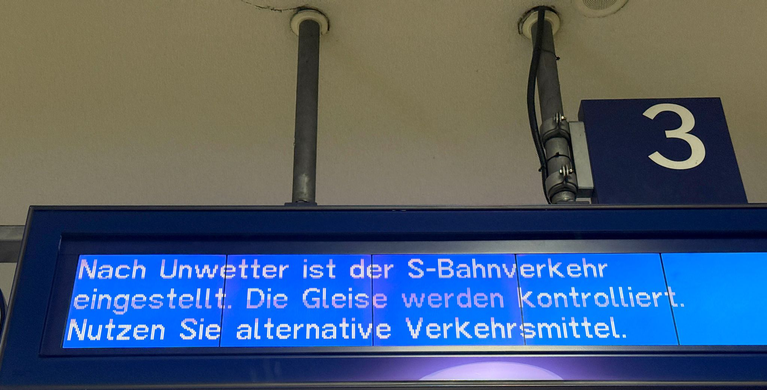 3
Nach Unwetter ist der S-Bahnverkehr
eingestellt. Die Gleise werden kontrolliert.
Nutzen Sie alternative Verkehrsmittel.